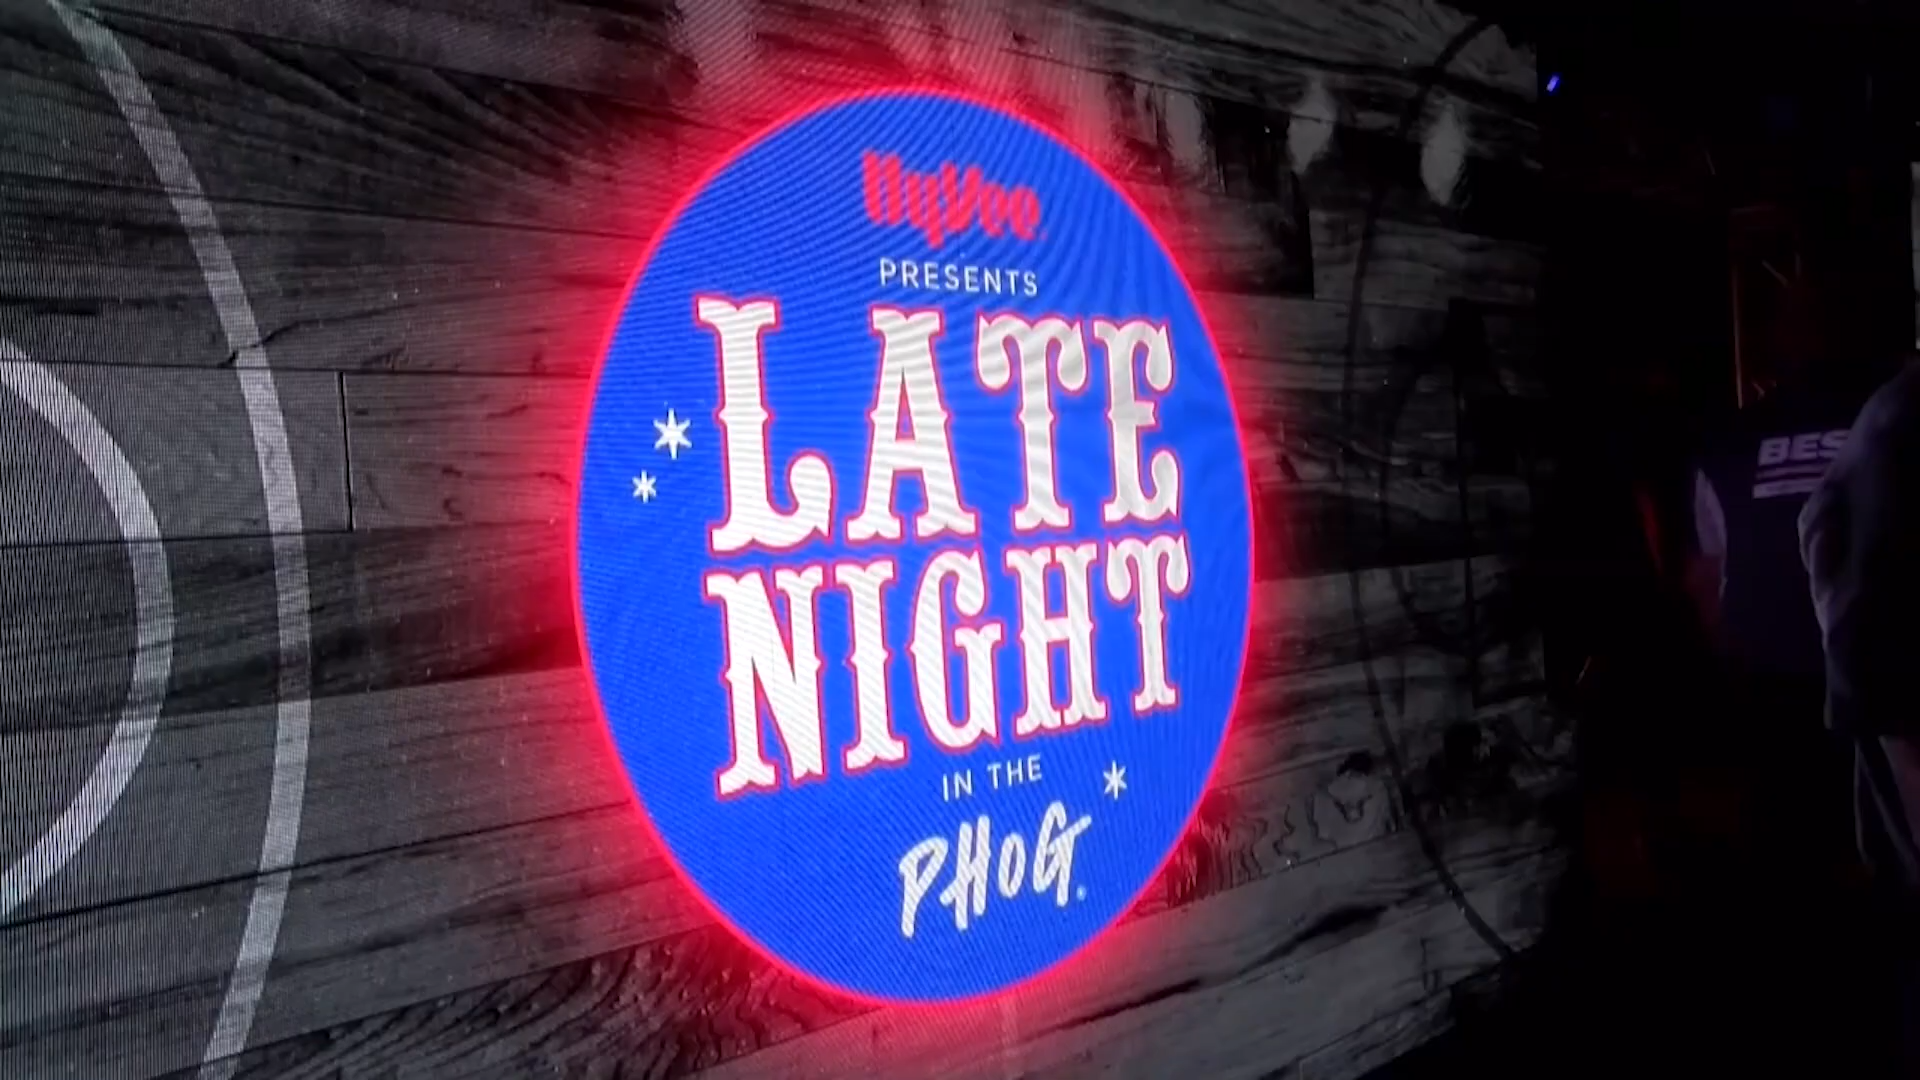 HyVee
PRESENTS
LATE
NIGHT
IN THE
PHOG